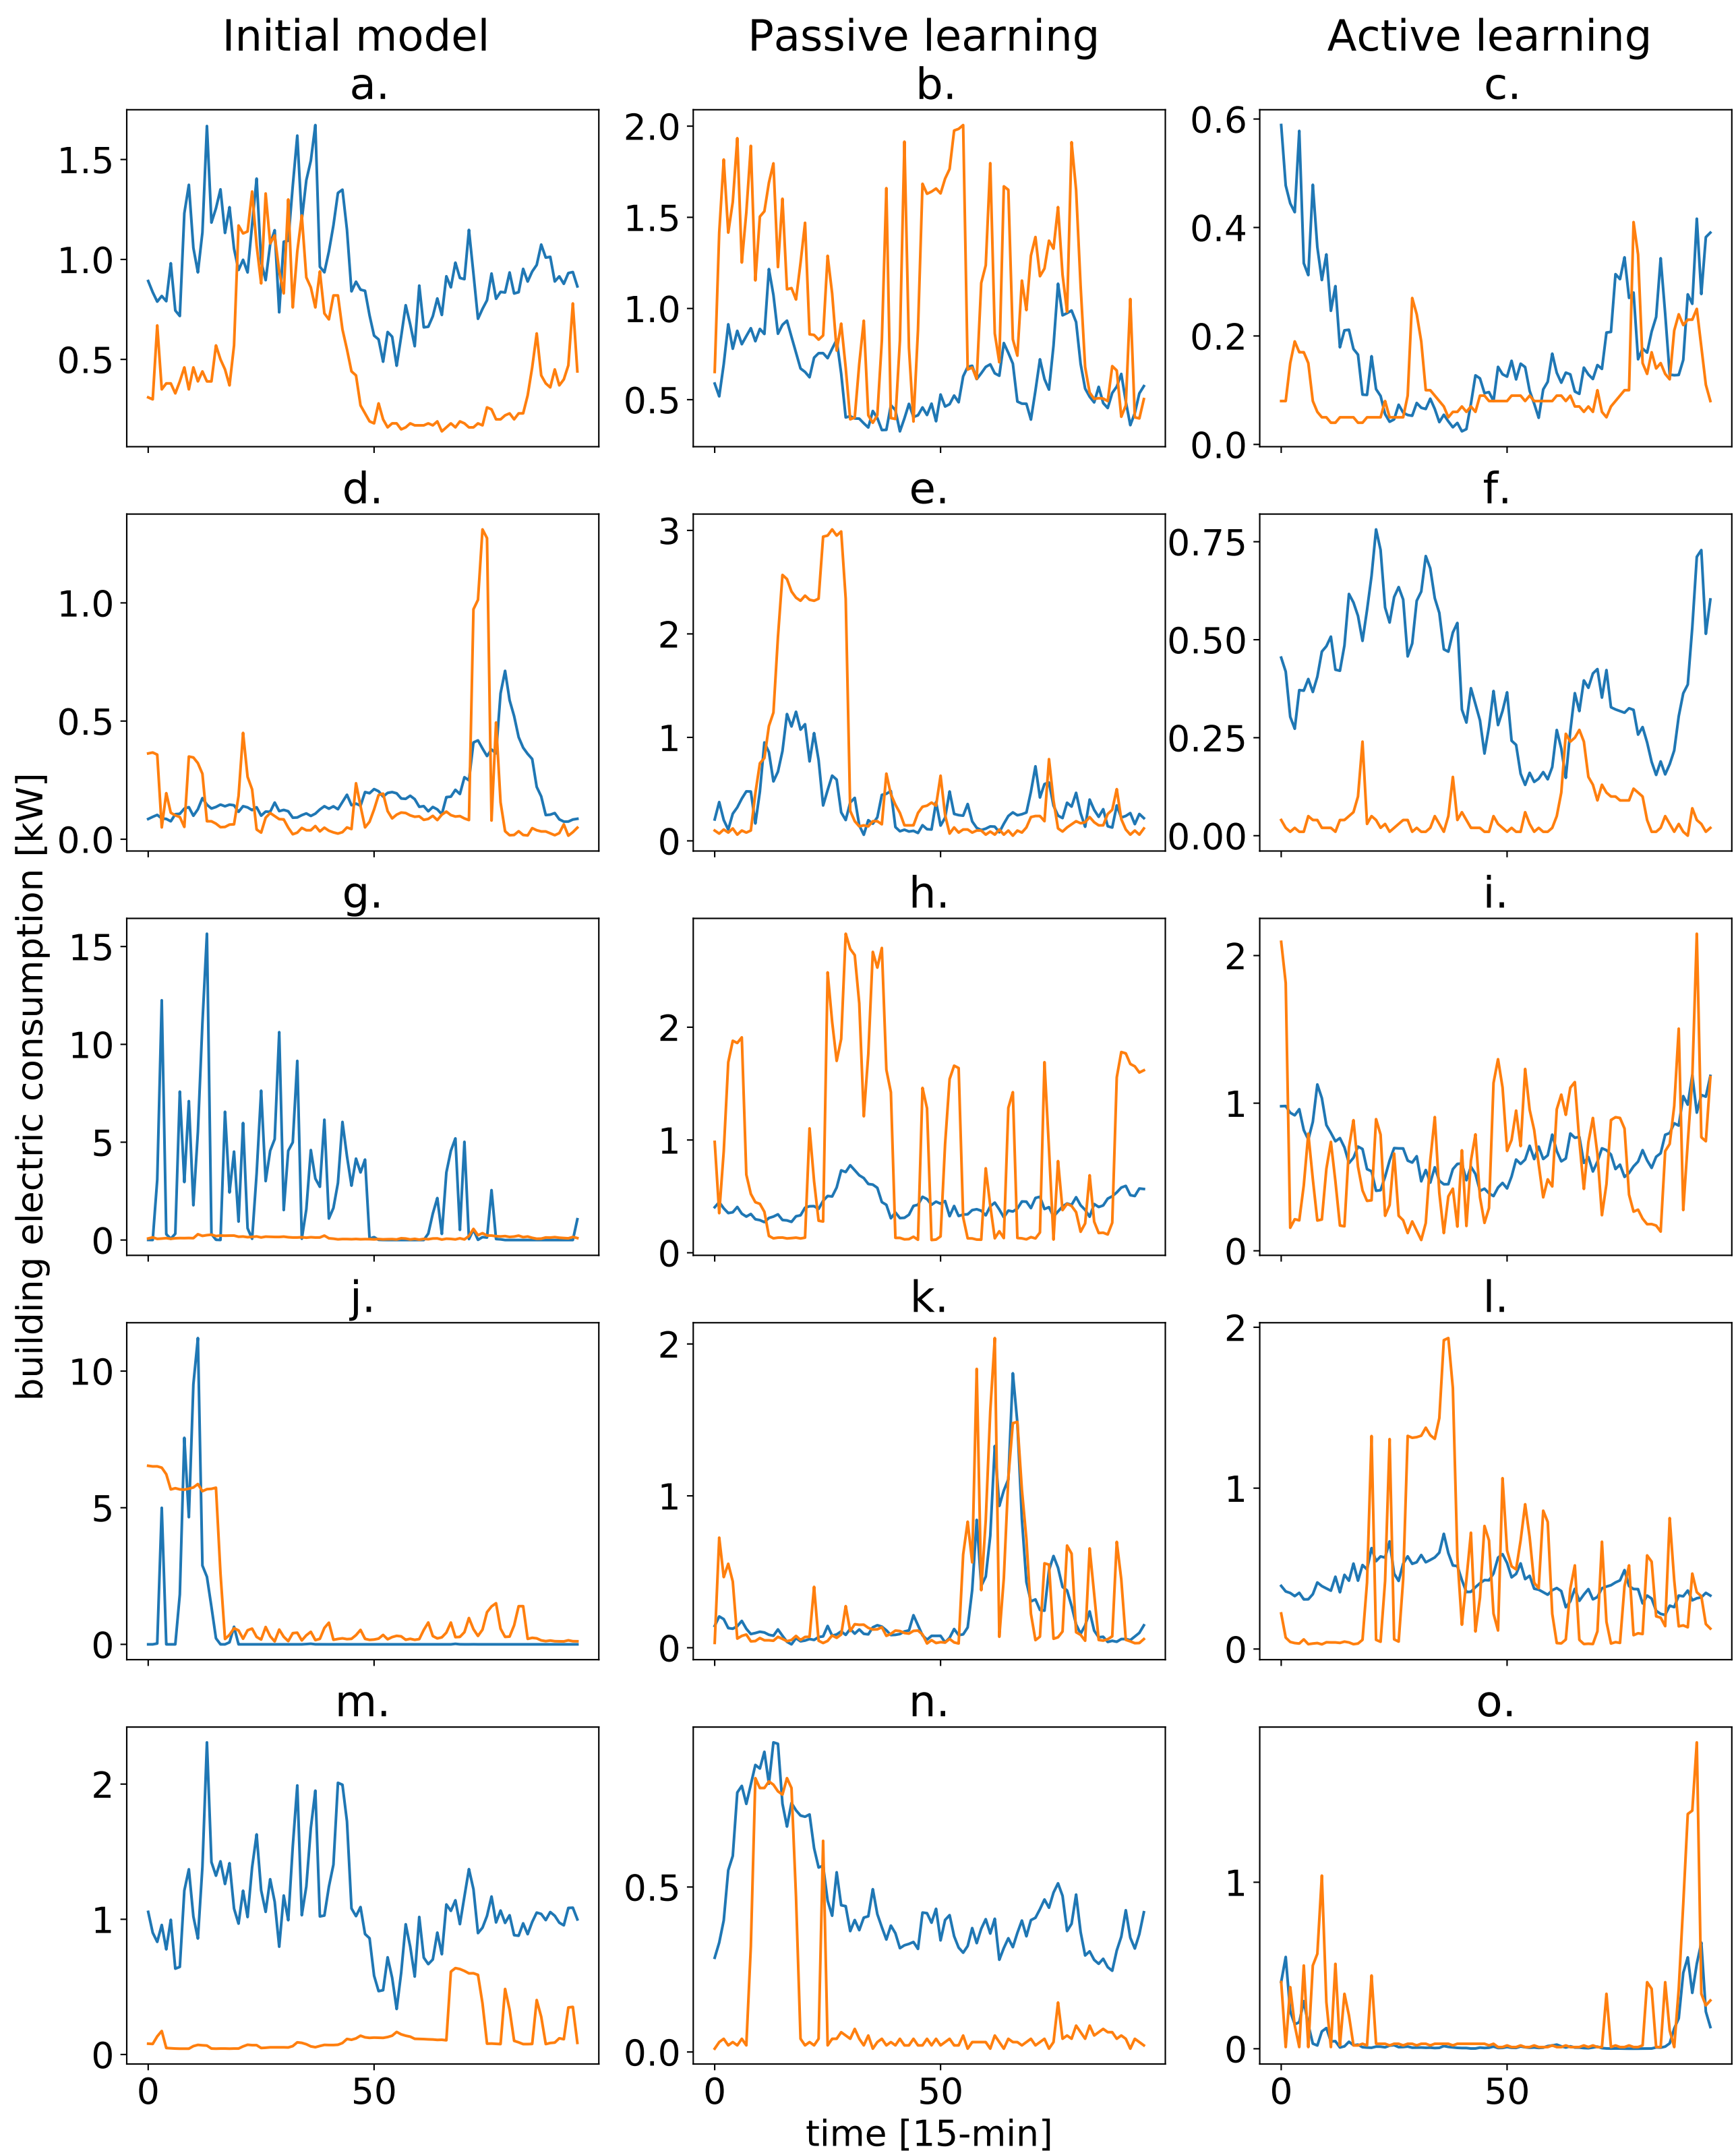 Initial model Passive learning Active learning
a. b. c.
1.5 1.0 0.5
2.0 1.5 1.0 0.5
0.6 0.4 0.2 0.0
d. e. f.
1.0 0.5 0.0
3 2 1 0
0.75 0.50 0.25 0.00
g. h. i.
15 10 5 0
2 1 0
2 1 0
j. k. l.
10 5 0
2 1 0
2 1 0
m. n. o.
2 1 0
0.5 0.0
1 0
0 50 0 50 0 50
time [15-min]
building electric consumption [kW]